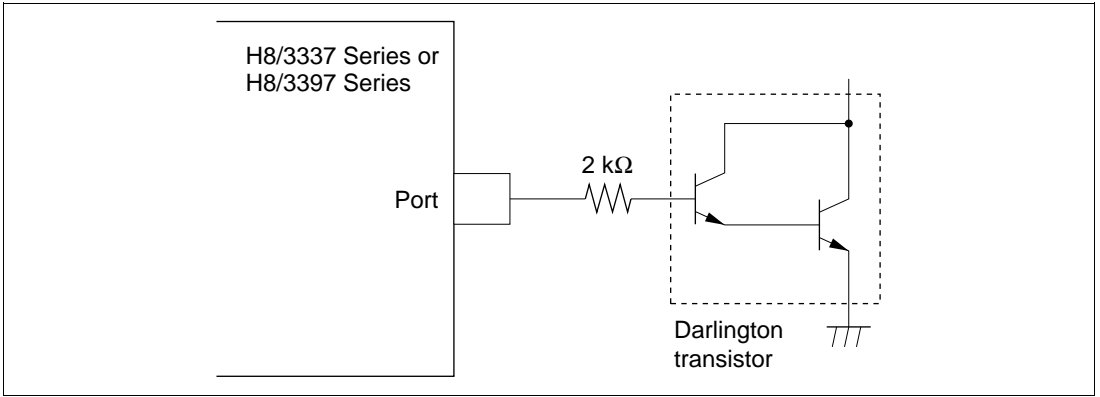 H8/3337 Series or
H8/3397 Series
2 kΩ
Port
Darlington
transistor